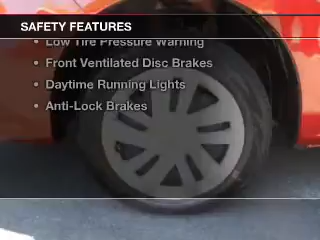 SAFETY FEATURES
• Low Tire Pressure Warning
• Front Ventilated Disc Brakes
• Daytime Running Lights
• Anti-Lock Brakes